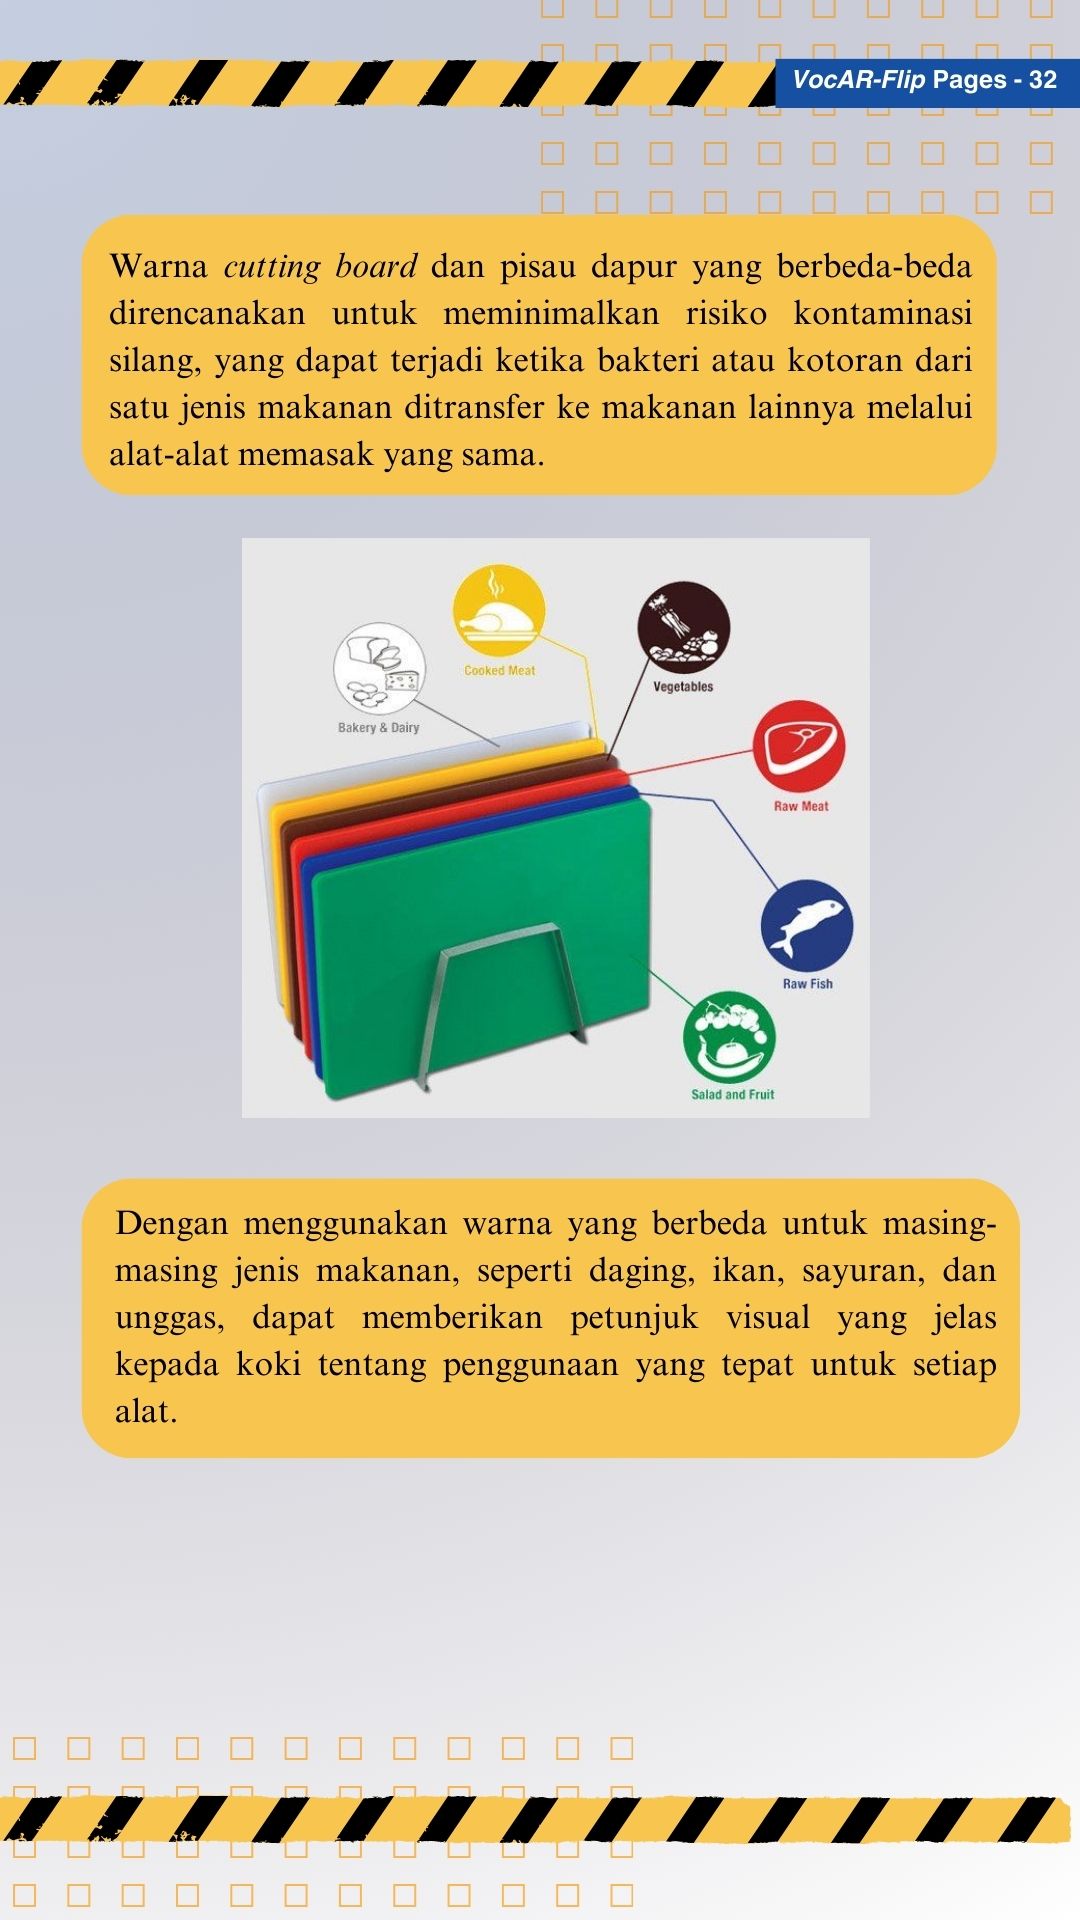 VocAR-Flip Pages - 32
Warna cutting board dan pisau dapur yang berbeda-beda
direncanakan untuk meminimalkan risiko kontaminasi
silang, yang dapat terjadi ketika bakteri atau kotoran dari
satu jenis makanan ditransfer ke makanan lainnya melalui
alat-alat memasak yang sama.
Cooked Meat
Vegetables
Bakery & Dairy
Raw Meat
Raw Fish
Salad and Fruit
Dengan menggunakan warna yang berbeda untuk masing-
masing jenis makanan, seperti daging, ikan, sayuran, dan
unggas, dapat memberikan petunjuk visual yang jelas
kepada koki tentang penggunaan yang tepat untuk setiap
alat.